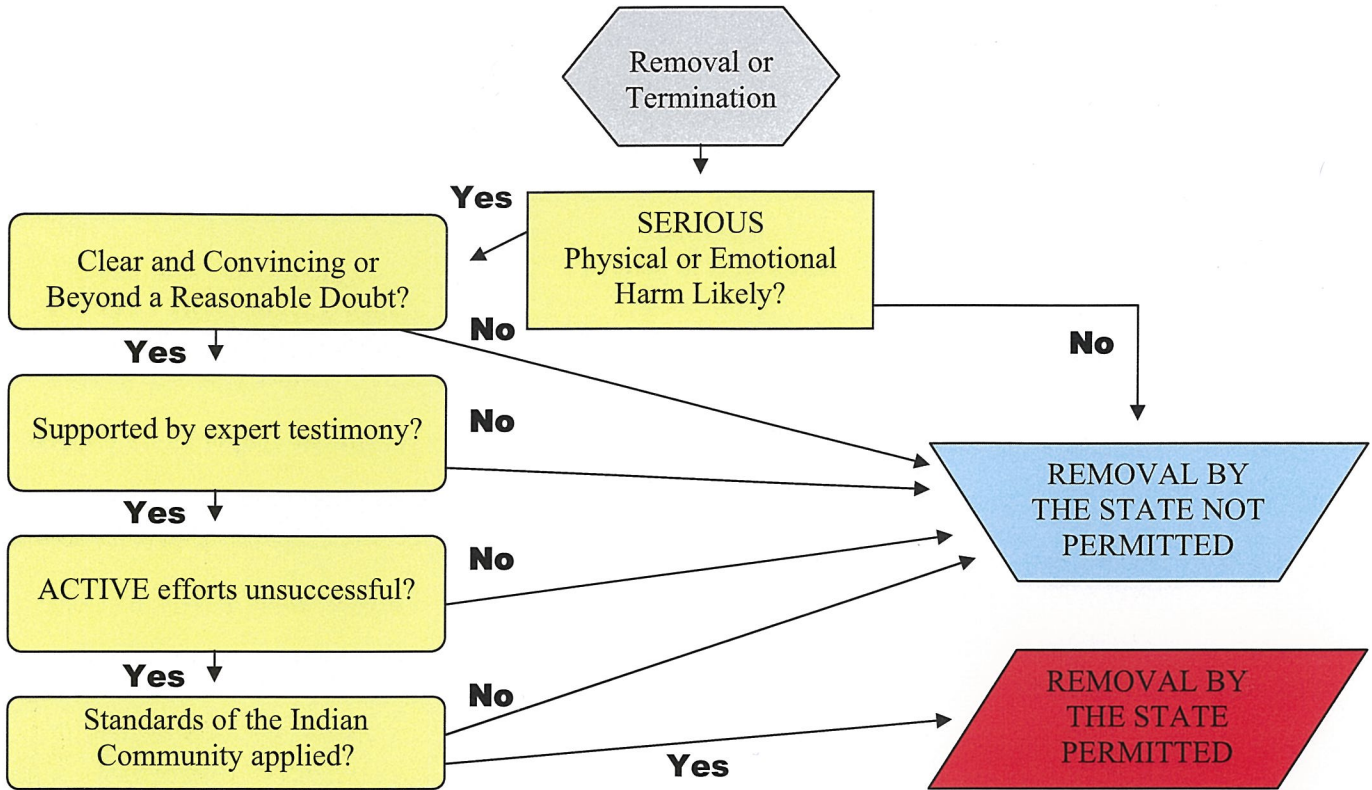 Removal or
Termination
Yes
SERIOUS
Physical or Emotional
Harm Likely?
Clear and Convincing or
Beyond a Reasonable Doubt?
No
No
Yes
Supported by expert testimony?
No
REMOVAL BY
THE STATE NOT
PERMITTED
Yes
ACTIVE efforts unsuccessful?
No
Yes
Standards of the Indian
Community applied?
No
Yes
REMOVAL BY
THE STATE
PERMITTED